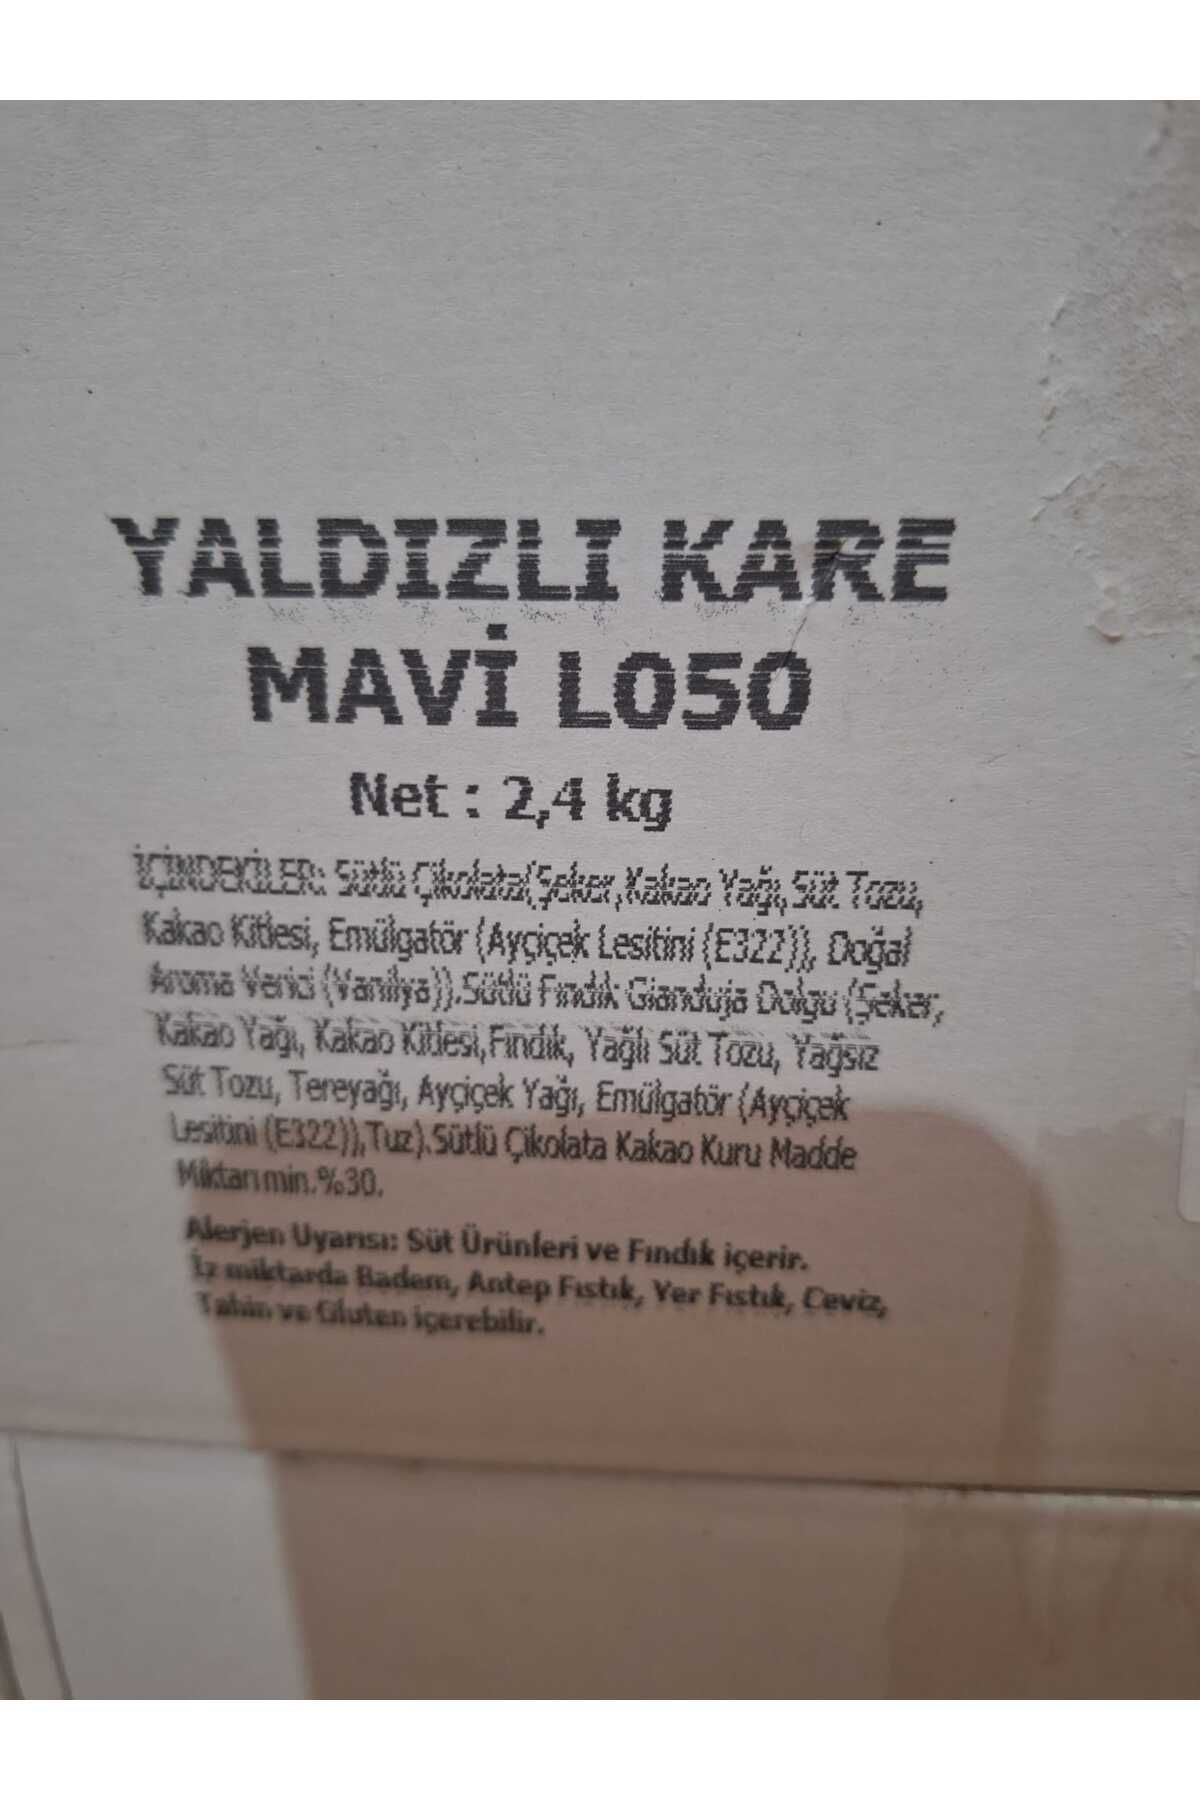 YALDIZLI KARE
MAVİ L050
Net : 2,4 kg
İÇİNDEKİLER: Sütlü Çikolata(Şeker,Kakao Yağı,Süt Tozu,
Kakao Kitlesi, Emülgatör (Ayçiçek Lesitini (E322)), Doğal
Aroma Verici (Vanilya)).Sütlü Fındık Gianduja Dolgu (Şeker,
Kakao Yağı, Kakao Kitlesi,Fındık, Yağlı Süt Tozu, Yağsız
Süt Tozu, Tereyağı, Ayçiçek Yağı, Emülgatör (Ayçiçek
Lesitini (E322)),Tuz).Sütlü Çikolata Kakao Kuru Madde
Miktarı min.%30.
Alerjen Uyarısı: Süt Ürünleri ve Fındık içerir.
İz miktarda Badem, Antep Fıstık, Yer Fıstık, Ceviz,
Tahin ve Gluten içerebilir.